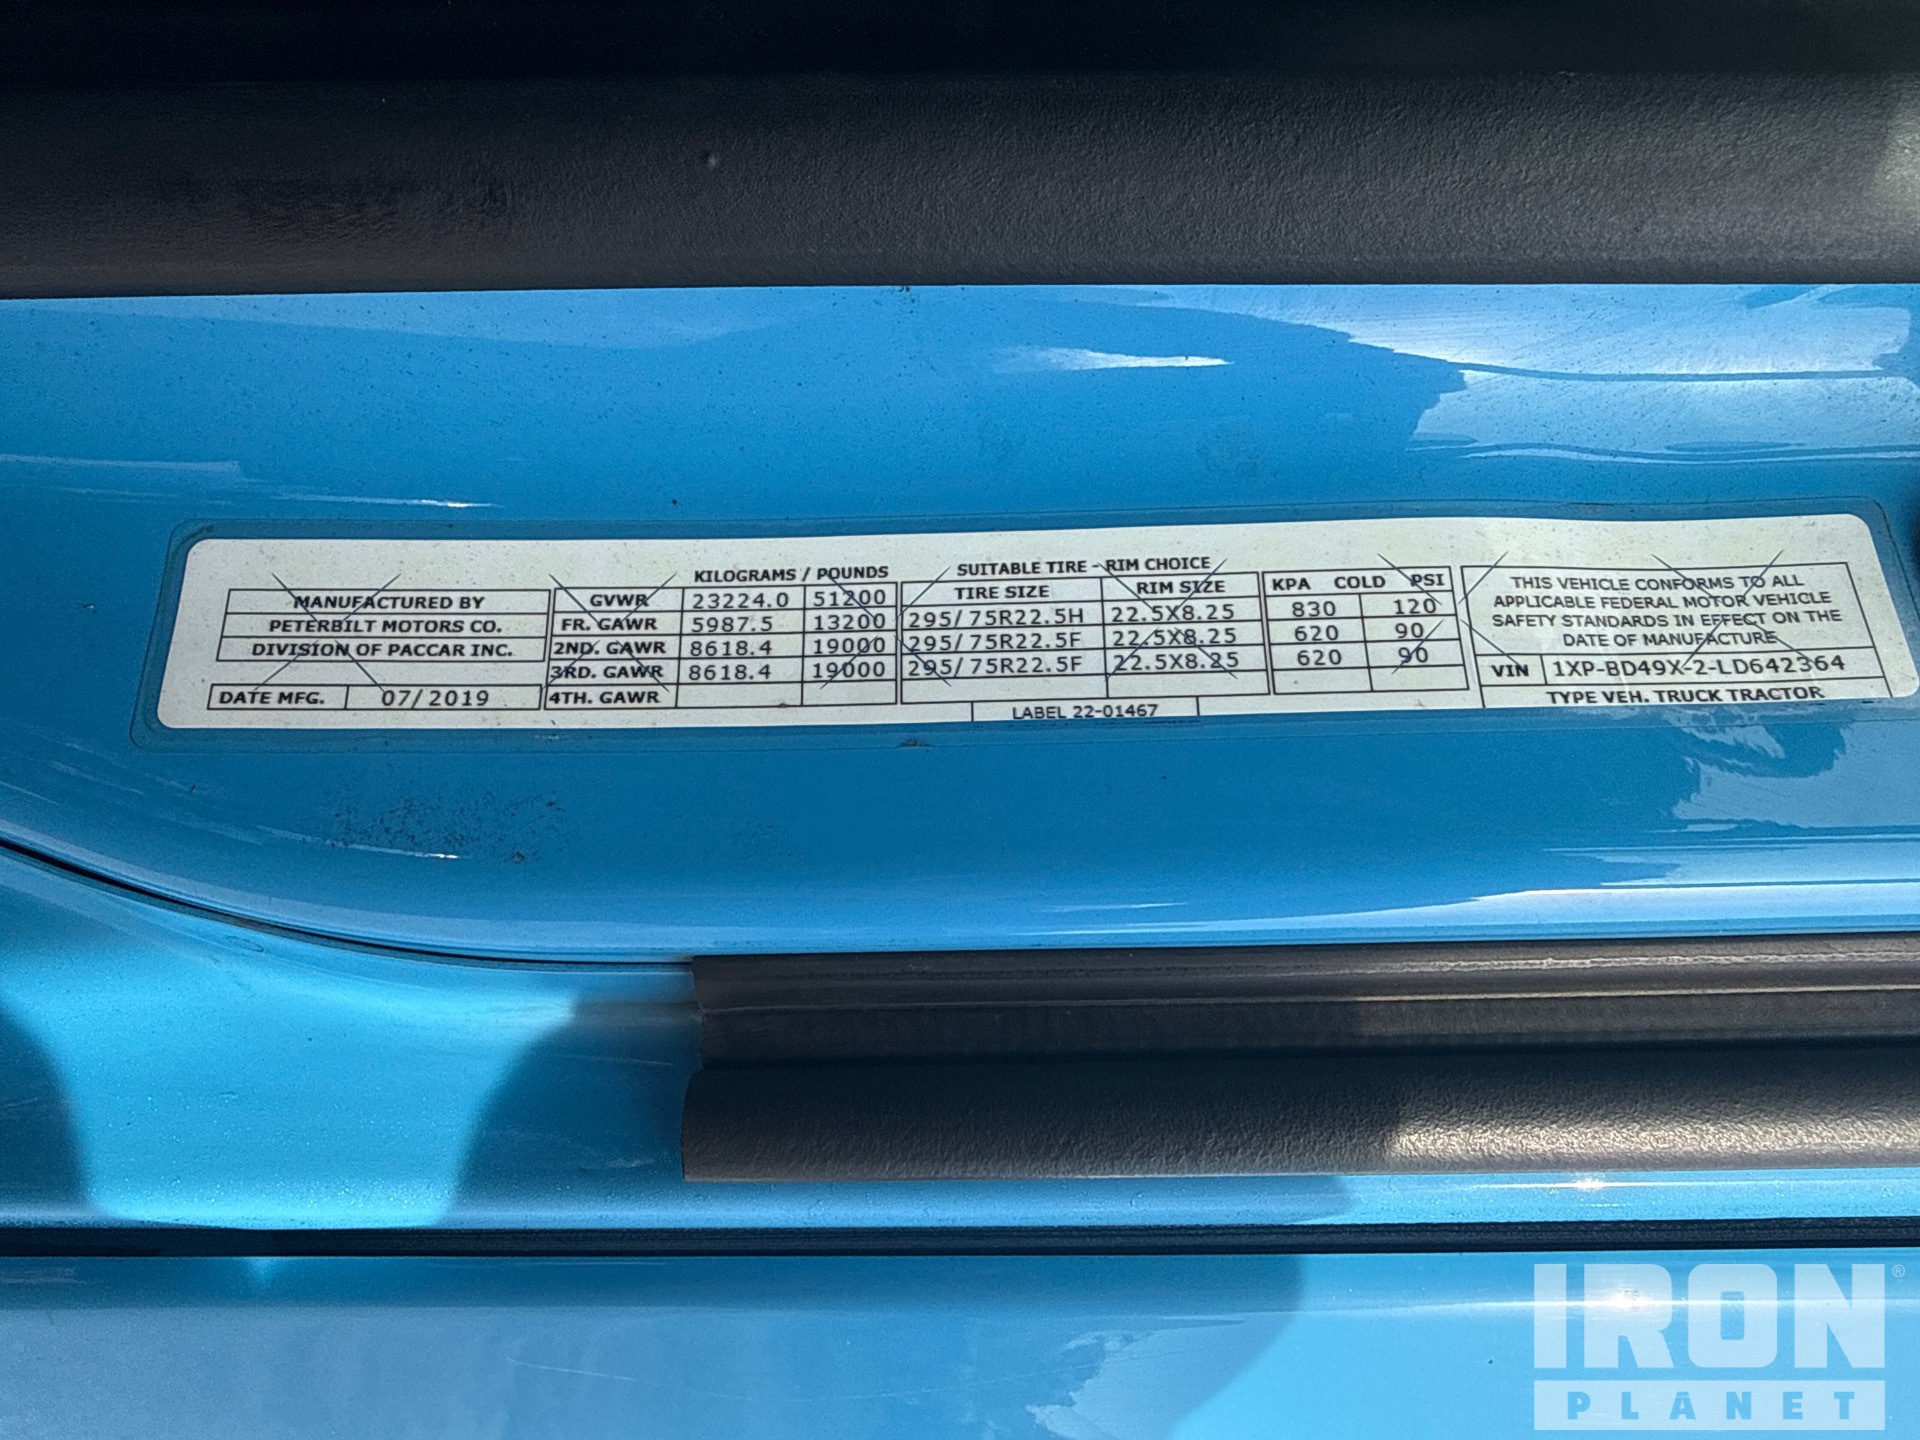 MANUFACTURED BY
PETERBILT MOTORS CO.
DIVISION OF PACCAR INC.
DATE MFG. 07/2019
KILOGRAMS / POUNDS
GVWR 23224.0 51200
FR. GAWR 5987.5 13200
2ND. GAWR 8618.4 19000
3RD. GAWR 8618.4 19000
4TH. GAWR
SUITABLE TIRE - RIM CHOICE
TIRE SIZE RIM SIZE
295/75R22.5H 22.5X8.25
295/75R22.5F 22.5X8.25
295/75R22.5F 22.5X8.25
LABEL 22-01467
KPA COLD PSI
830 120
620 90
620 90
THIS VEHICLE CONFORMS TO ALL
APPLICABLE FEDERAL MOTOR VEHICLE
SAFETY STANDARDS IN EFFECT ON THE
DATE OF MANUFACTURE
VIN 1XP-BD49X-2-LD642364
TYPE VEH. TRUCK TRACTOR
IRON®
PLANET